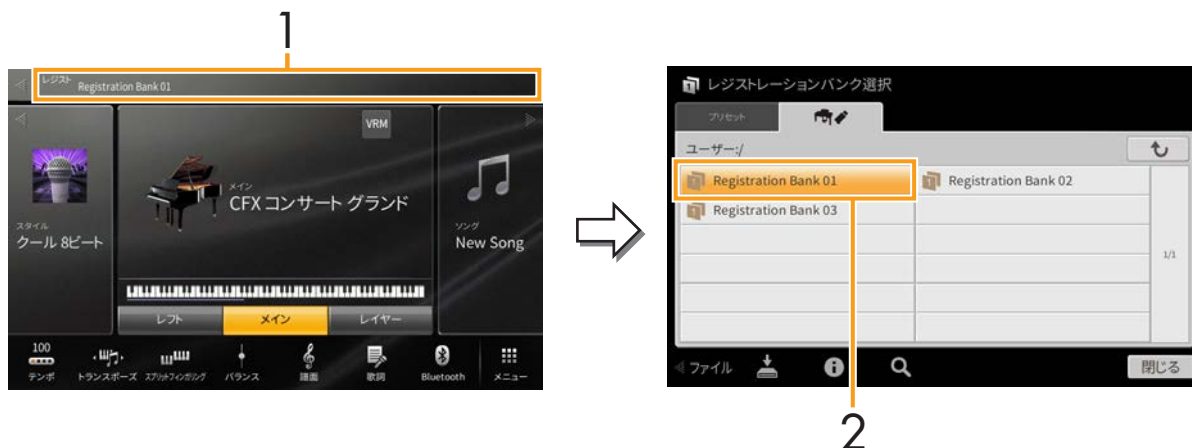 1
レジスト Registration Bank 01
VRM
メイン
CFX コンサート グランド
スタイル
クール 8ビート
ソング
New Song
レフト メイン レイヤー
100
テンポ トランスポーズ スプリットフィンガリング バランス 譜面 歌詞 Bluetooth メニュー
レジストレーションバンク選択
プリセット
ユーザー:/
Registration Bank 01 Registration Bank 02
Registration Bank 03
1/1
ファイル 閉じる
2